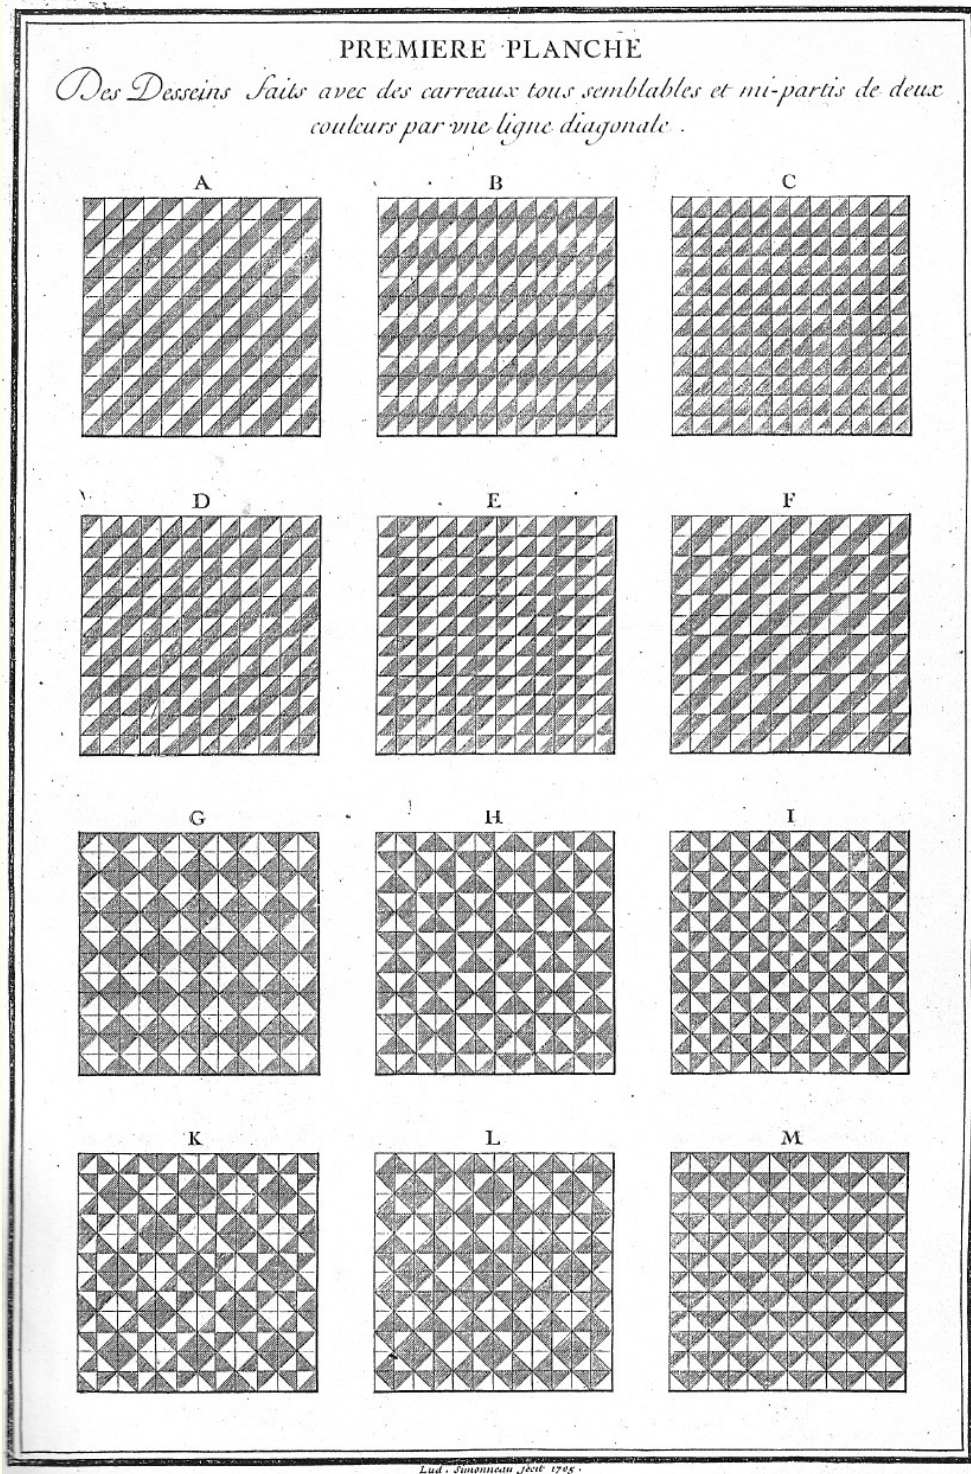 PREMIERE PLANCHE
Des Desseins faits avec des carreaux tous semblables et mi-partis de deux
couleurs par vne ligne diagonale.
A B C
D E F
G H I
K L M
Lud. Simonneau fecit 1705.